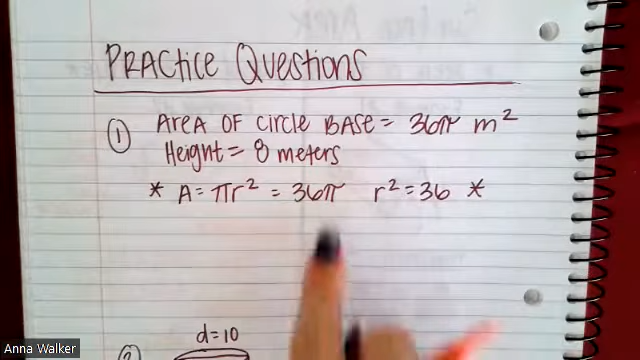 PRACTICE QUESTIONS
① AREA OF CIRCLE BASE = 36π m²
Height = 8 meters
* A = πr² = 36π r² = 36 *
d=10
②
Anna Walker